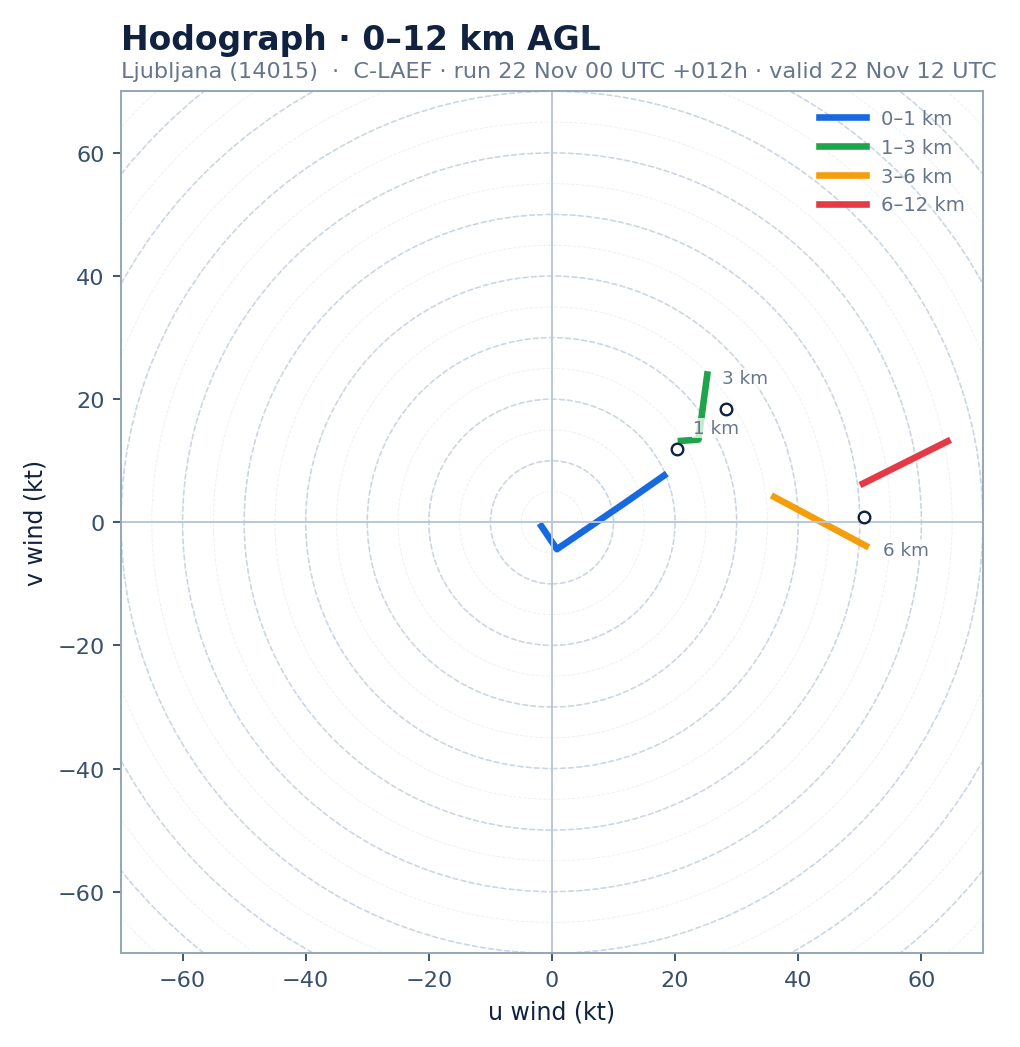 Hodograph · 0–12 km AGL
Ljubljana (14015)  ·  C-LAEF · run 22 Nov 00 UTC +012h · valid 22 Nov 12 UTC
0–1 km
1–3 km
3–6 km
6–12 km
60
40
20
0
−20
−40
−60
v wind (kt)
3 km
1 km
6 km
−60
−40
−20
0
20
40
60
u wind (kt)